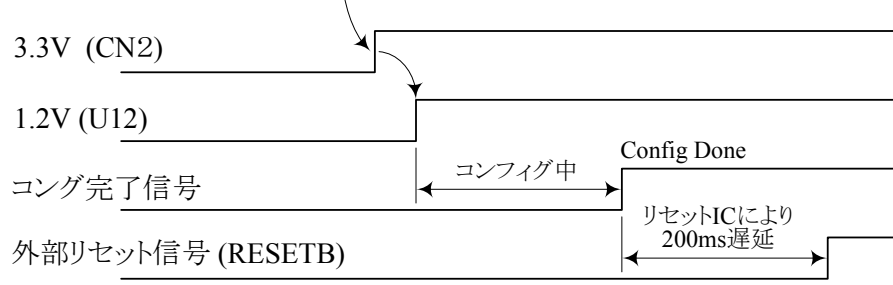 3.3V (CN2)
1.2V (U12)
コンフィグ中
Config Done
コング完了信号
リセットICにより
200ms遅延
外部リセット信号 (RESETB)